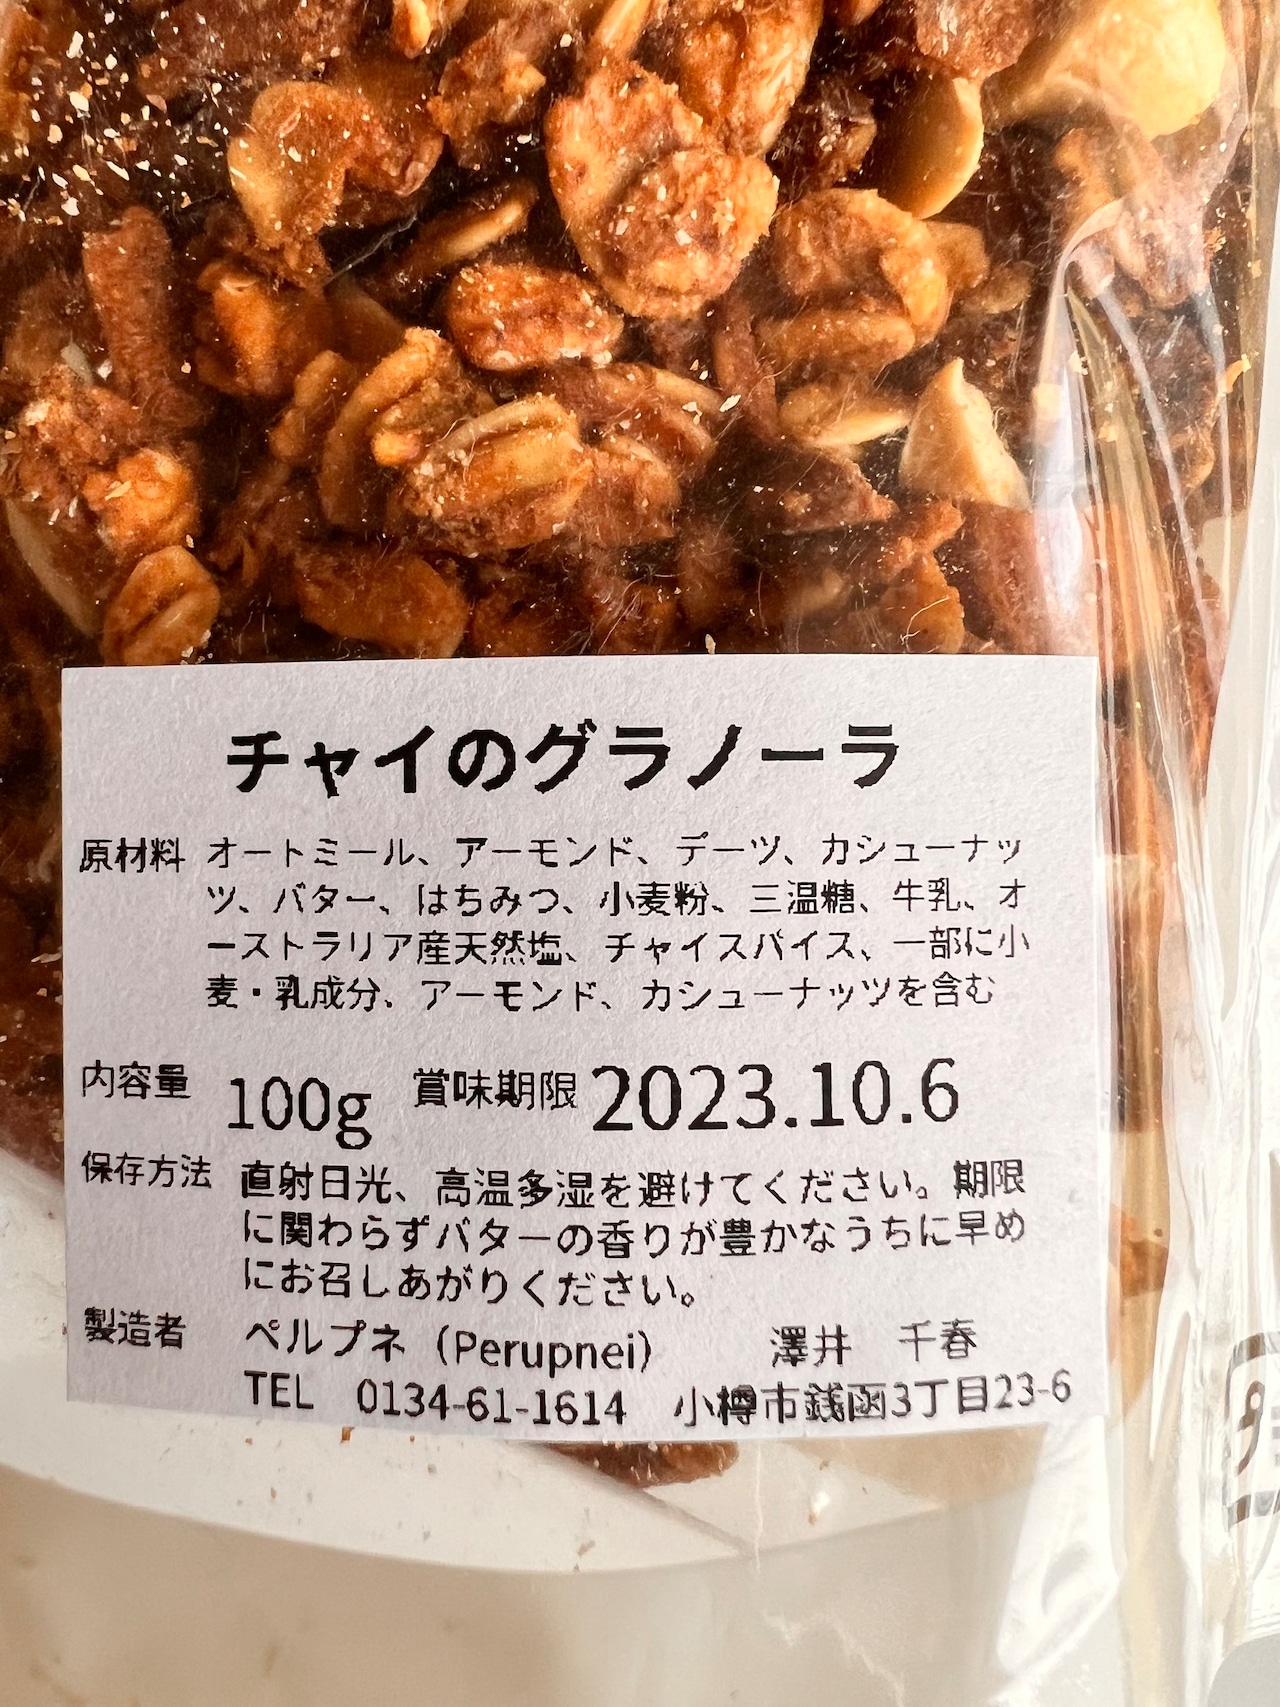 チャイのグラノーラ
原材料 オートミール、アーモンド、デーツ、カシューナッ
ツ、バター、はちみつ、小麦粉、三温糖、牛乳、オ
ーストラリア産天然塩、チャイスパイス、一部に小
麦・乳成分、アーモンド、カシューナッツを含む
内容量 100g 賞味期限 2023.10.6
保存方法 直射日光、高温多湿を避けてください。期限
に関わらずバターの香りが豊かなうちに早め
にお召しあがりください。
製造者 ペルプネ（Perupnei） 澤井 千春
TEL 0134-61-1614 小樽市銭函3丁目23-6